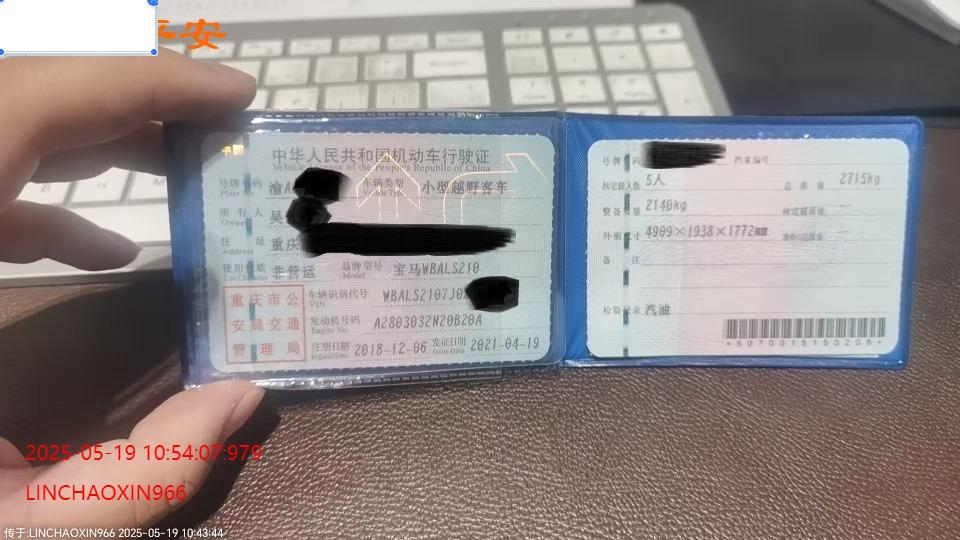 平安
中华人民共和国机动车行驶证
Vehicle License of the People's Republic of China
号牌号码 渝A 车辆类型 小型越野客车
Plate No. Vehicle Type
所有人 吴
Owner
住址 重庆
Address
使用性质 非营运 品牌型号 宝马WBALS210
Use Character Model
车辆识别代号 WBALS2107J0
VIN
发动机号码 A2803032N20B20A
Engine No.
注册日期 2018-12-06 发证日期 2021-04-19
Register Date Issue Date
重庆市公
安局交通
管理局
号牌号码 档案编号
核定载人数 5人 总质量 2715kg
整备质量 2140kg 核定载质量 --
外廓尺寸 4909×1938×1772 --
备注
检验记录 汽油
*5070015150208*
2025-05-19 10:54:07:979
LINCHAOXIN966
传于:LINCHAOXIN966 2025-05-19 10:43:44